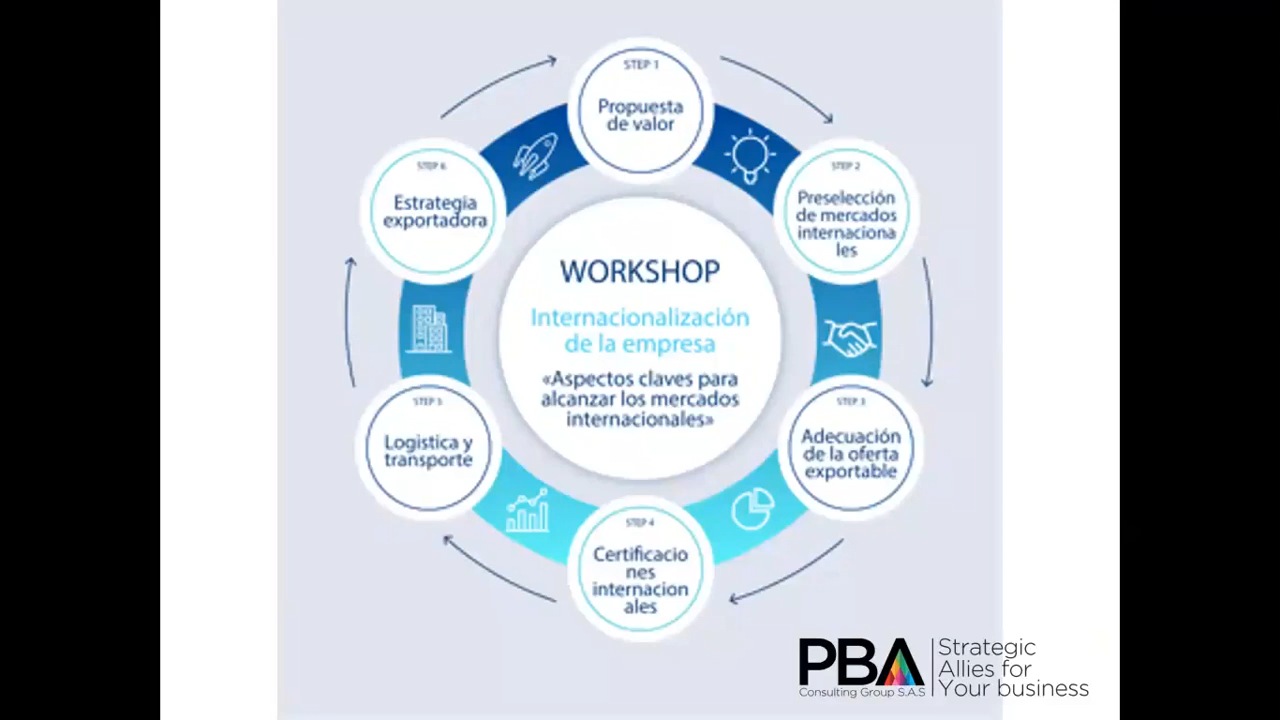 STEP 1
Propuesta
de valor
STEP 2
Preselección
de mercados
internaciona
les
STEP 3
Adecuación
de la oferta
exportable
STEP 4
Certificacio
nes
internacion
ales
STEP 5
Logistica y
transporte
STEP 6
Estrategia
exportadora
WORKSHOP
Internacionalización
de la empresa
«Aspectos claves para
alcanzar los mercados
internacionales»
PBA
Consulting Group S.A.S
Strategic
Allies for
Your business